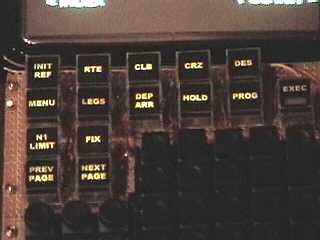 INIT REF
RTE
CLB
CRZ
DES
MENU
LEGS
DEP ARR
HOLD
PROG
EXEC
N1 LIMIT
FIX
PREV PAGE
NEXT PAGE